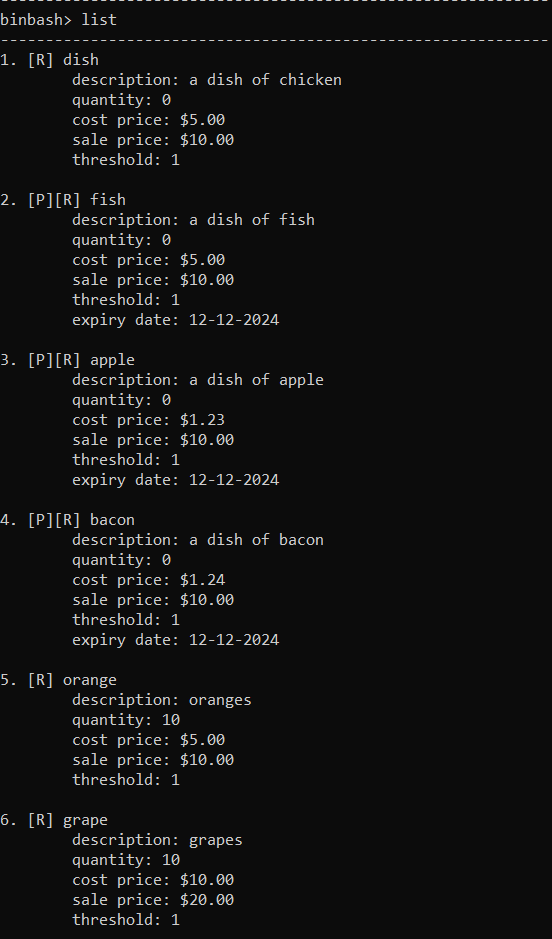 binbash> list
--------------------------------------------------------------
1. [R] dish
description: a dish of chicken
quantity: 0
cost price: $5.00
sale price: $10.00
threshold: 1
2. [P][R] fish
description: a dish of fish
quantity: 0
cost price: $5.00
sale price: $10.00
threshold: 1
expiry date: 12-12-2024
3. [P][R] apple
description: a dish of apple
quantity: 0
cost price: $1.23
sale price: $10.00
threshold: 1
expiry date: 12-12-2024
4. [P][R] bacon
description: a dish of bacon
quantity: 0
cost price: $1.24
sale price: $10.00
threshold: 1
expiry date: 12-12-2024
5. [R] orange
description: oranges
quantity: 10
cost price: $5.00
sale price: $10.00
threshold: 1
6. [R] grape
description: grapes
quantity: 10
cost price: $10.00
sale price: $20.00
threshold: 1